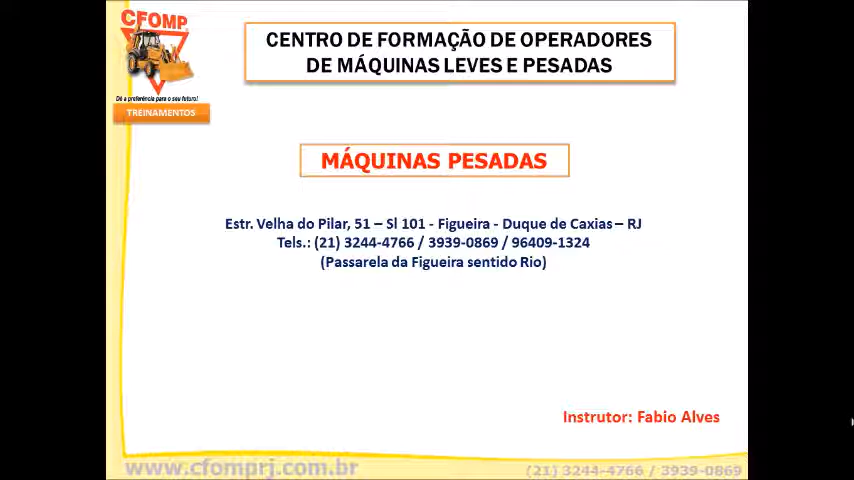 CFOMP
Dê a preferência para o seu futuro!
TREINAMENTOS
CENTRO DE FORMAÇÃO DE OPERADORES
DE MÁQUINAS LEVES E PESADAS
MÁQUINAS PESADAS
Estr. Velha do Pilar, 51 – Sl 101 - Figueira - Duque de Caxias – RJ
Tels.: (21) 3244-4766 / 3939-0869 / 96409-1324
(Passarela da Figueira sentido Rio)
Instrutor: Fabio Alves
www.cfomprj.com.br
(21) 3244-4766 / 3939-0869